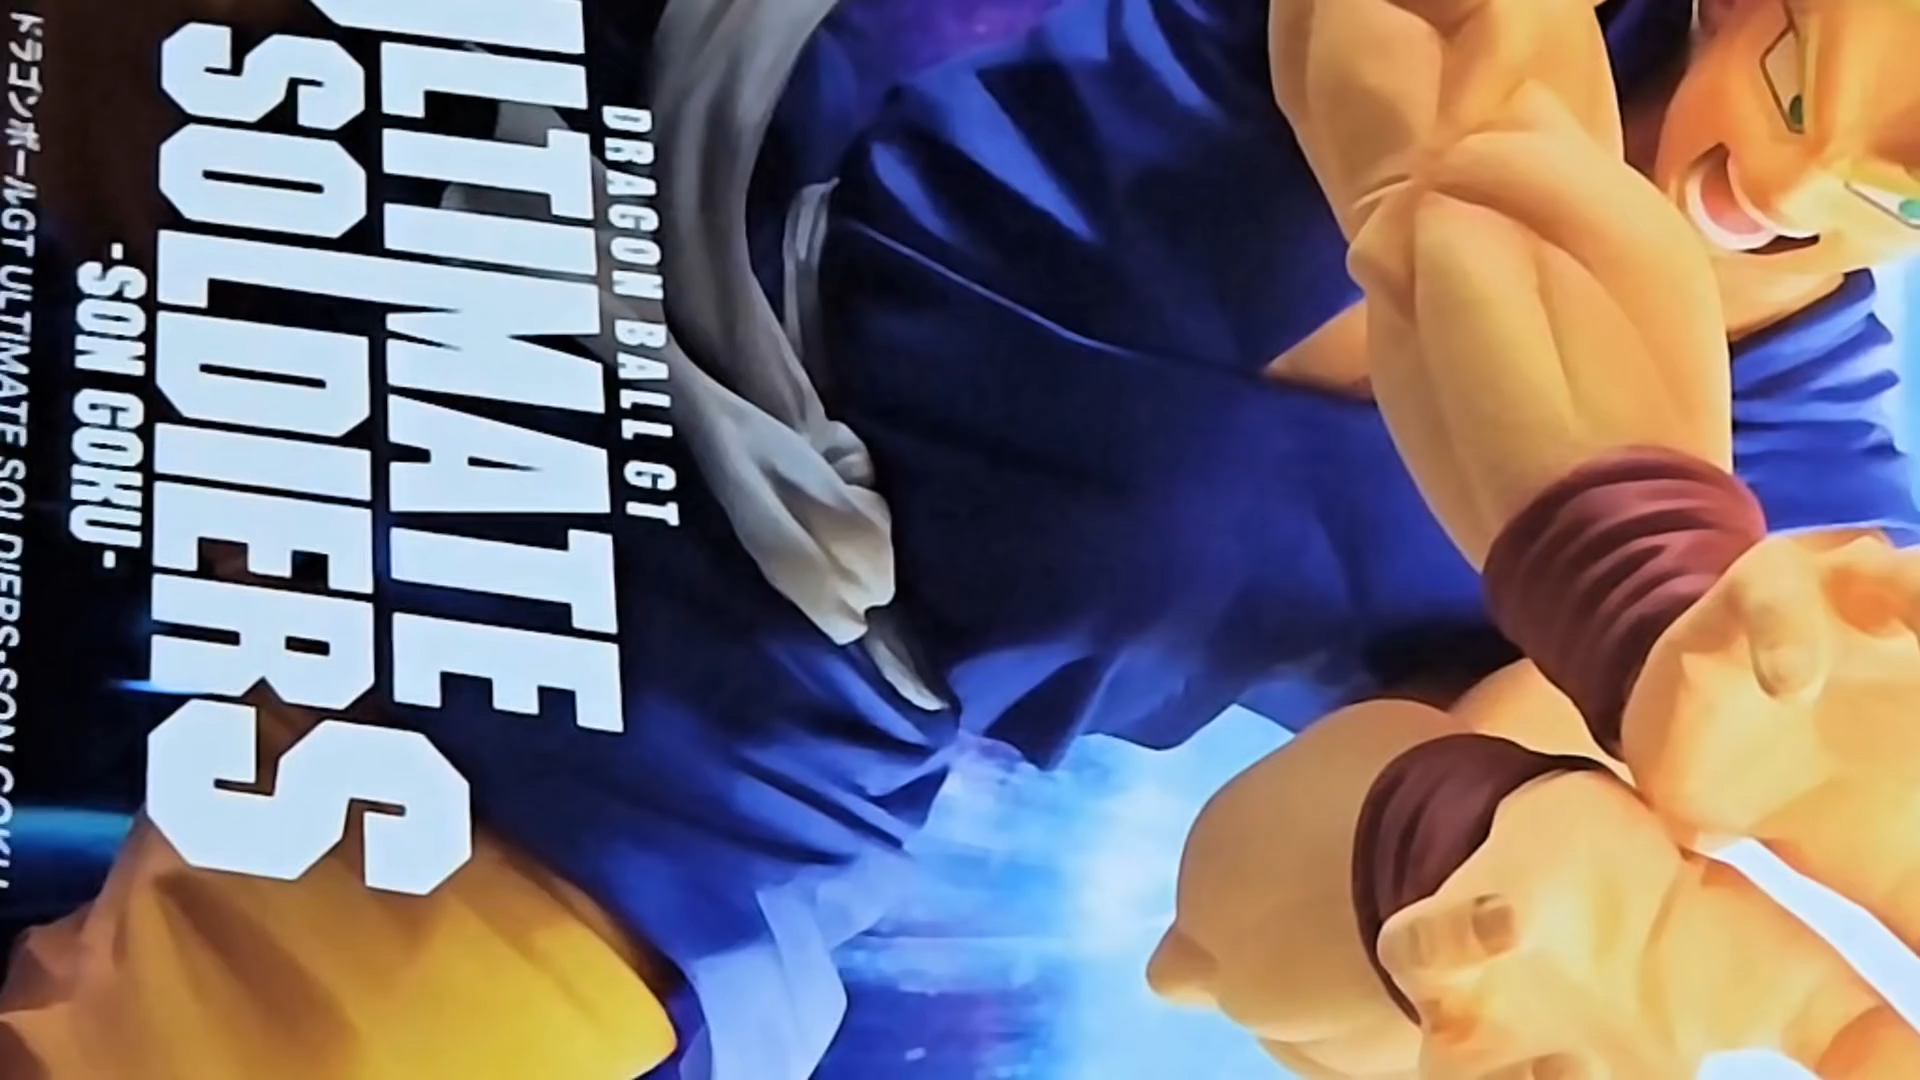 DRAGON BALL GT
ULTIMATE
SOLDIERS
-SON GOKU-
ドラゴンボールGT ULTIMATE SOLDIERS-SON GOKU